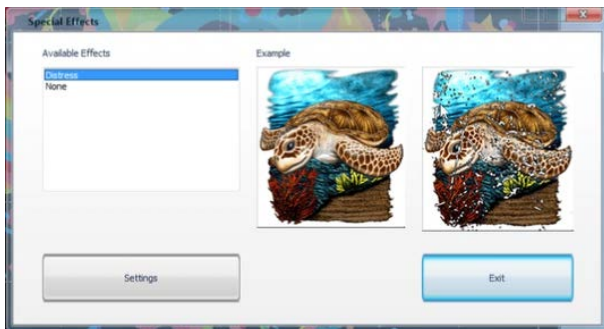 Special Effects
Available Effects
Example
Distress
None
Settings
Exit